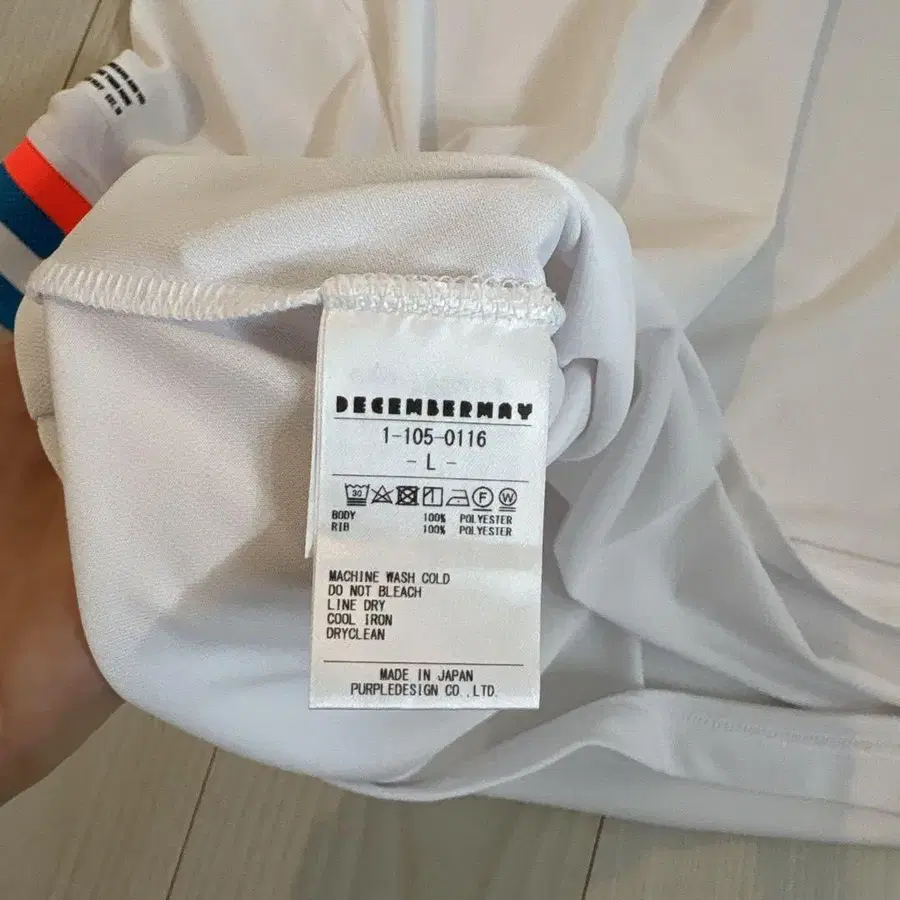 DECEMBERMAY
1-105-0116
- L -
30 F W
BODY 100% POLYESTER
RIB 100% POLYESTER
MACHINE WASH COLD
DO NOT BLEACH
LINE DRY
COOL IRON
DRYCLEAN
MADE IN JAPAN
PURPLEDESIGN CO.,LTD.